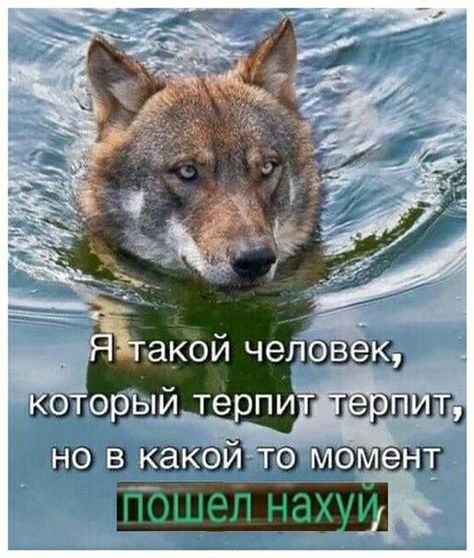 Я такой человек,
который терпит терпит,
но в какой то момент
пошел нахуй,